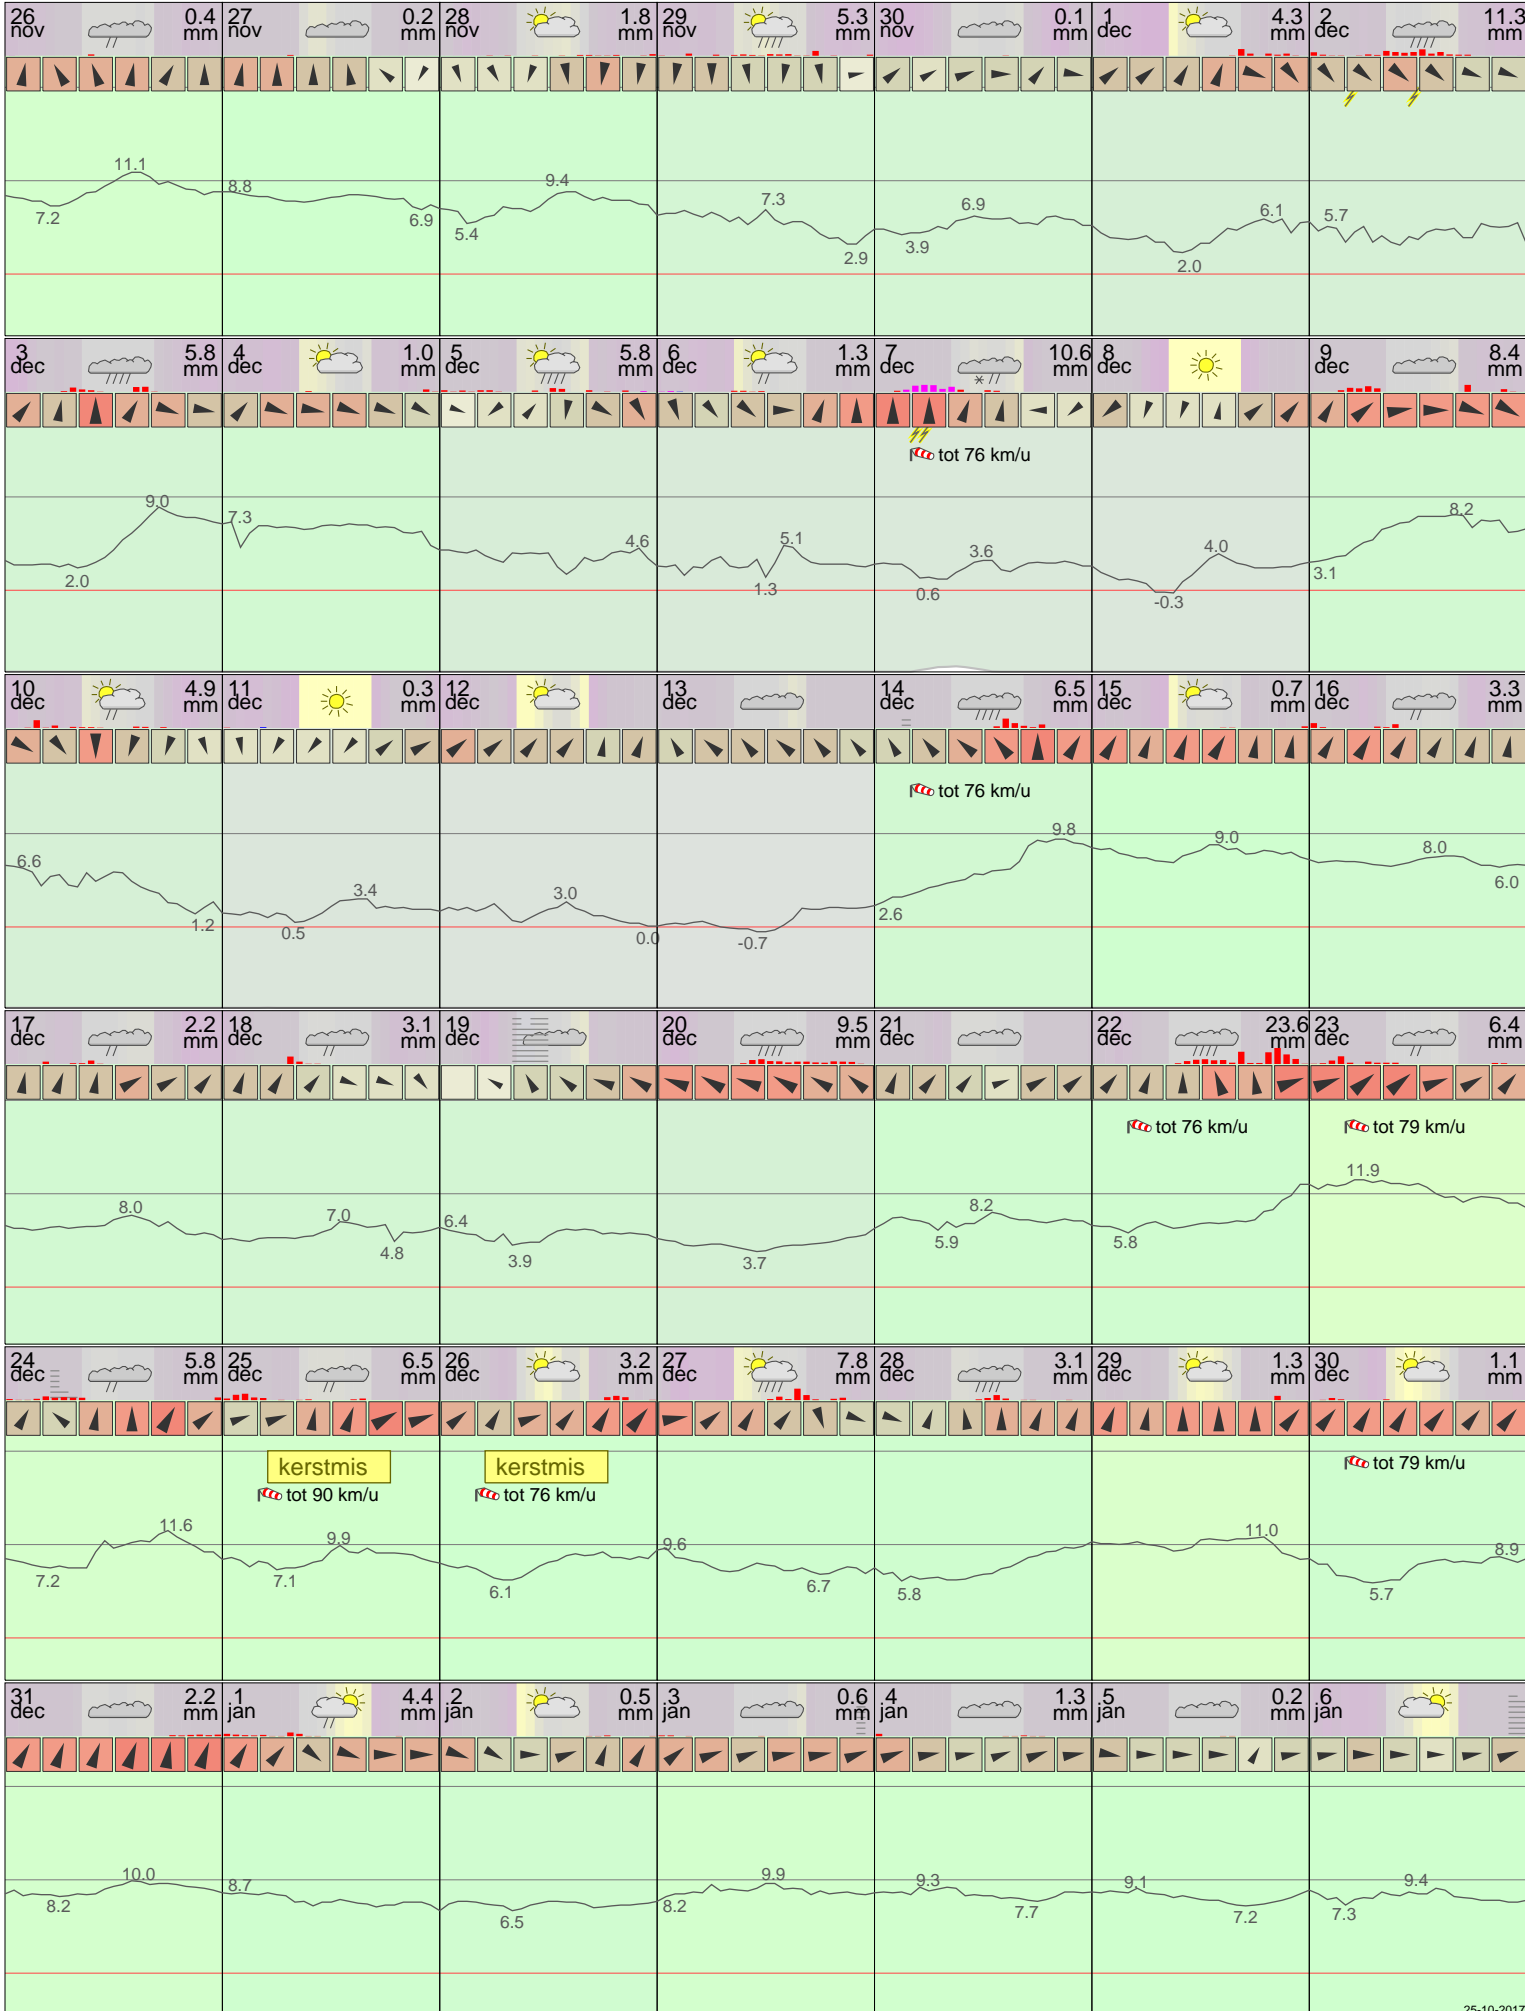 26 nov 0.4 mm 27 nov 0.2 mm 28 nov 1.8 mm 29 nov 5.3 mm 30 nov 0.1 mm 1 dec 4.3 mm 2 dec 11.3 mm
11.1 7.2 8.8 6.9 5.4 9.4 7.3 2.9 3.9 6.9 2.0 6.1 5.7
3 dec 5.8 mm 4 dec 1.0 mm 5 dec 5.8 mm 6 dec 1.3 mm 7 dec 10.6 mm 8 dec 9 dec 8.4 mm
tot 76 km/u
2.0 9.0 7.3 4.6 1.3 5.1 0.6 3.6 -0.3 4.0 3.1 8.2
10 dec 4.9 mm 11 dec 0.3 mm 12 dec 13 dec 14 dec 6.5 mm 15 dec 0.7 mm 16 dec 3.3 mm
tot 76 km/u
6.6 1.2 0.5 3.4 3.0 0.0 -0.7 2.6 9.8 9.0 8.0 6.0
17 dec 2.2 mm 18 dec 3.1 mm 19 dec 20 dec 9.5 mm 21 dec 22 dec 23.6 mm 23 dec 6.4 mm
tot 76 km/u tot 79 km/u
8.0 7.0 4.8 6.4 3.9 3.7 5.9 8.2 5.8 11.9
24 dec 5.8 mm 25 dec 6.5 mm 26 dec 3.2 mm 27 dec 7.8 mm 28 dec 3.1 mm 29 dec 1.3 mm 30 dec 1.1 mm
kerstmis kerstmis tot 79 km/u
tot 90 km/u tot 76 km/u
7.2 11.6 7.1 9.9 6.1 9.6 6.7 5.8 11.0 5.7 8.9
31 dec 2.2 mm 1 jan 4.4 mm 2 jan 0.5 mm 3 jan 0.6 mm 4 jan 1.3 mm 5 jan 0.2 mm 6 jan
8.2 10.0 8.7 6.5 8.2 9.9 9.3 7.7 9.1 7.2 7.3 9.4
25-10-2017